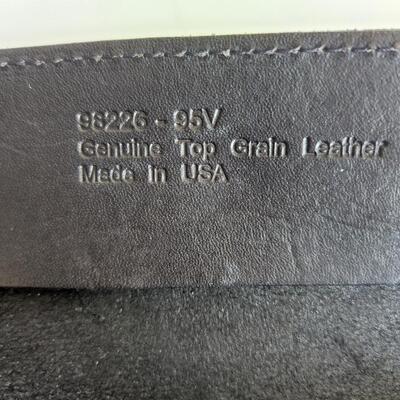 98226 - 95V
Genuine Top Grain Leather
Made in USA